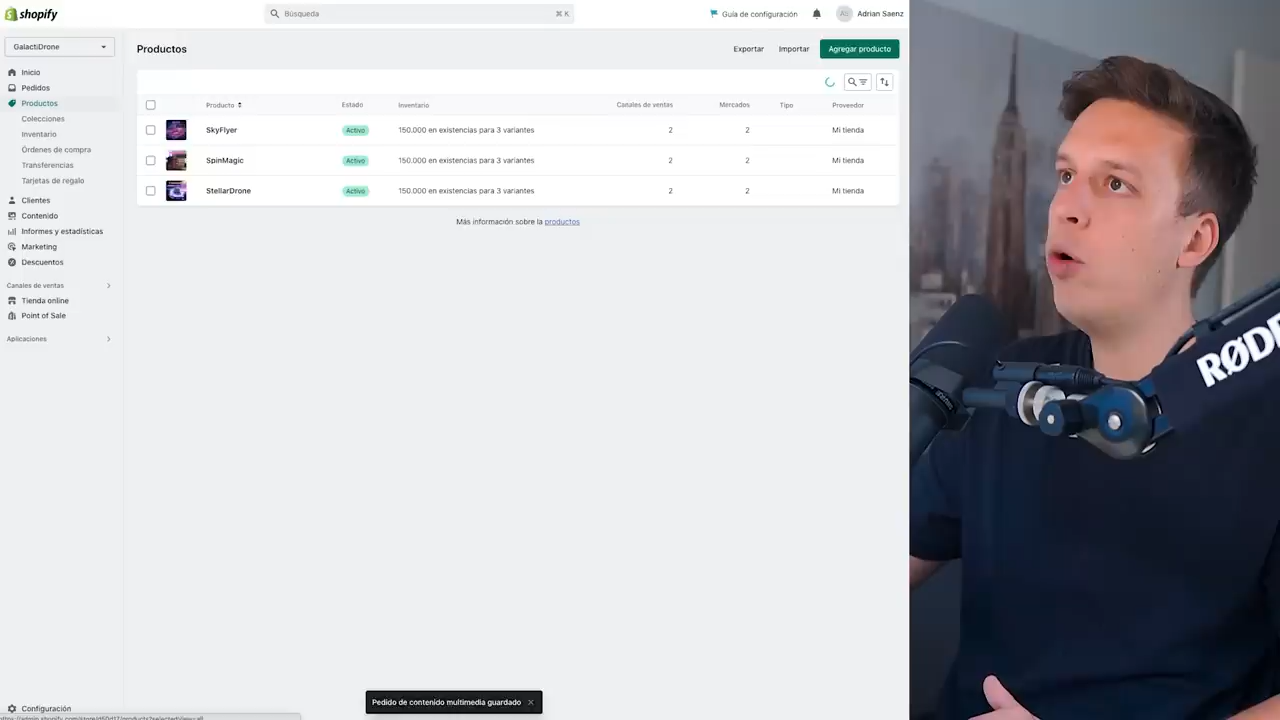 shopify
Búsqueda
⌘ K
Guía de configuración
Adrian Saenz
GalactiDrone
Inicio
Pedidos
Productos
Colecciones
Inventario
Órdenes de compra
Transferencias
Tarjetas de regalo
Clientes
Contenido
Informes y estadísticas
Marketing
Descuentos
Canales de ventas
Tienda online
Point of Sale
Aplicaciones
Configuración
Productos
Exportar
Importar
Agregar producto
Producto Estado Inventario Canales de ventas Mercados Tipo Proveedor
SkyFlyer Activo 150.000 en existencias para 3 variantes 2 2 Mi tienda
SpinMagic Activo 150.000 en existencias para 3 variantes 2 2 Mi tienda
StellarDrone Activo 150.000 en existencias para 3 variantes 2 2 Mi tienda
Más información sobre la productos
Pedido de contenido multimedia guardado
RØDE